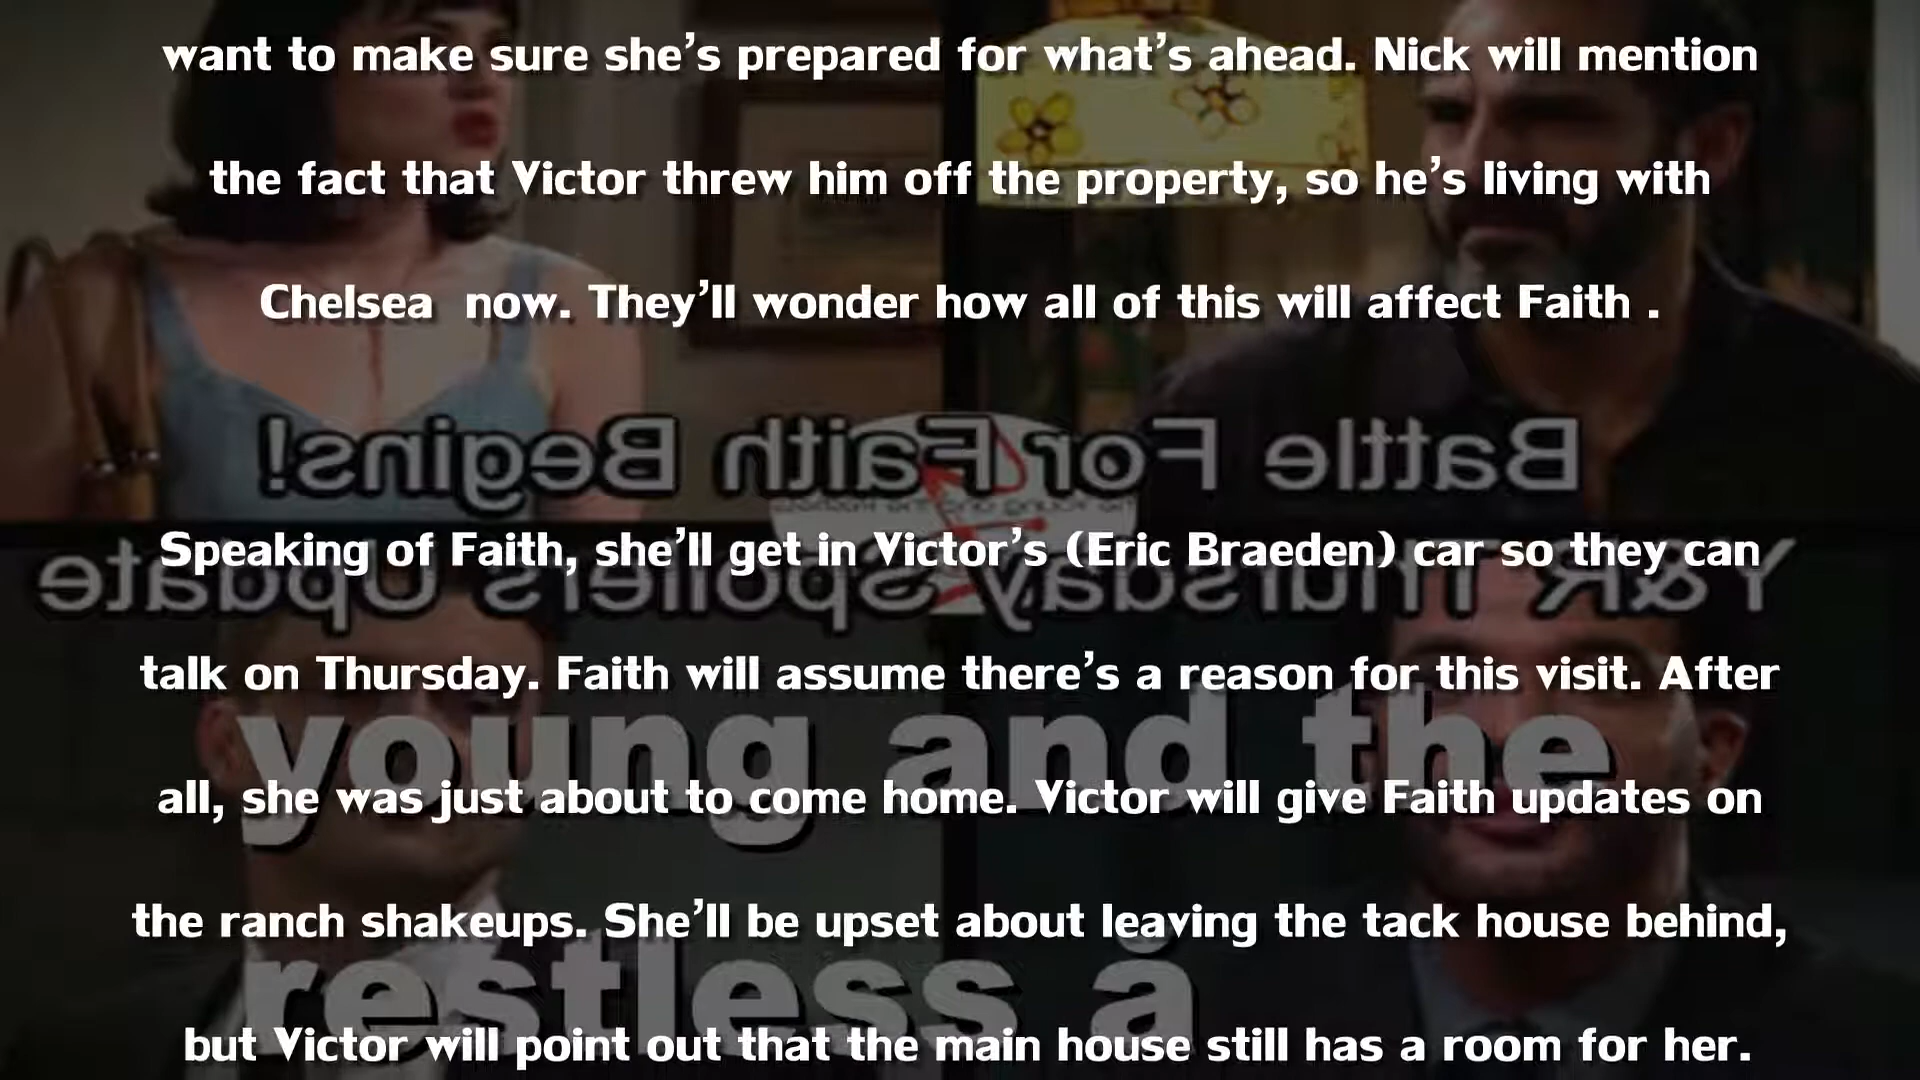 want to make sure she's prepared for what's ahead. Nick will mention
the fact that Victor threw him off the property, so he's living with
Chelsea  now. They'll wonder how all of this will affect Faith .
Battle For Faith Begins!
Speaking of Faith, she'll get in Victor's (Eric Braeden) car so they can
Y&R Thursday Spoilers Update
talk on Thursday. Faith will assume there's a reason for this visit. After
young and the
all, she was just about to come home. Victor will give Faith updates on
the ranch shakeups. She'll be upset about leaving the tack house behind,
restless a
but Victor will point out that the main house still has a room for her.